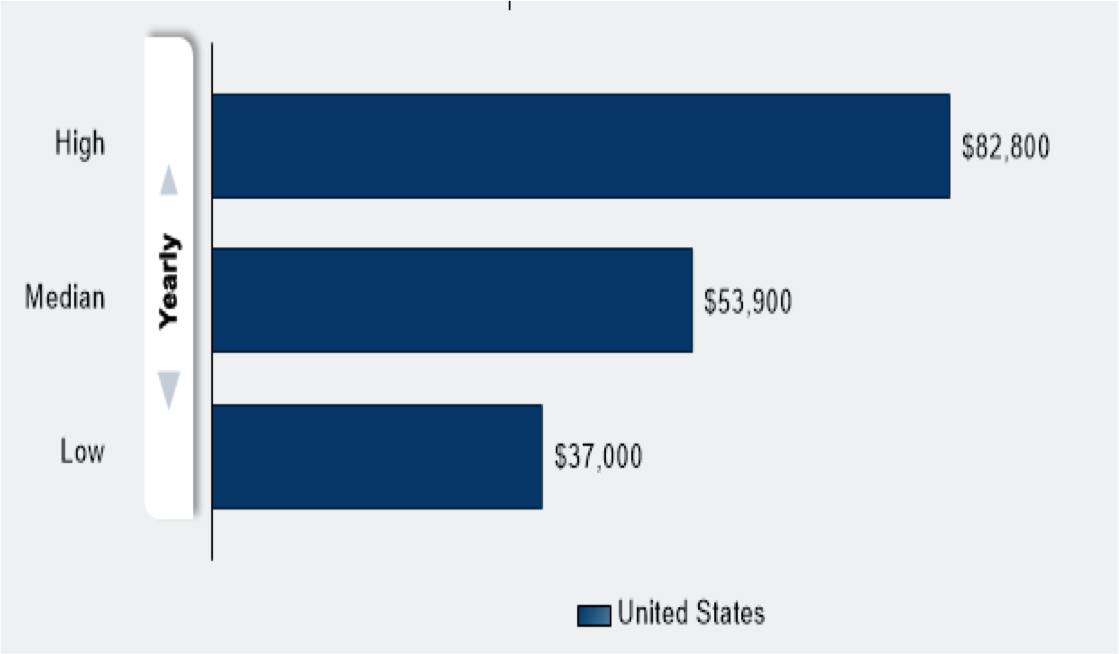 High
$82,800
Yearly
Median
$53,900
Low
$37,000
United States